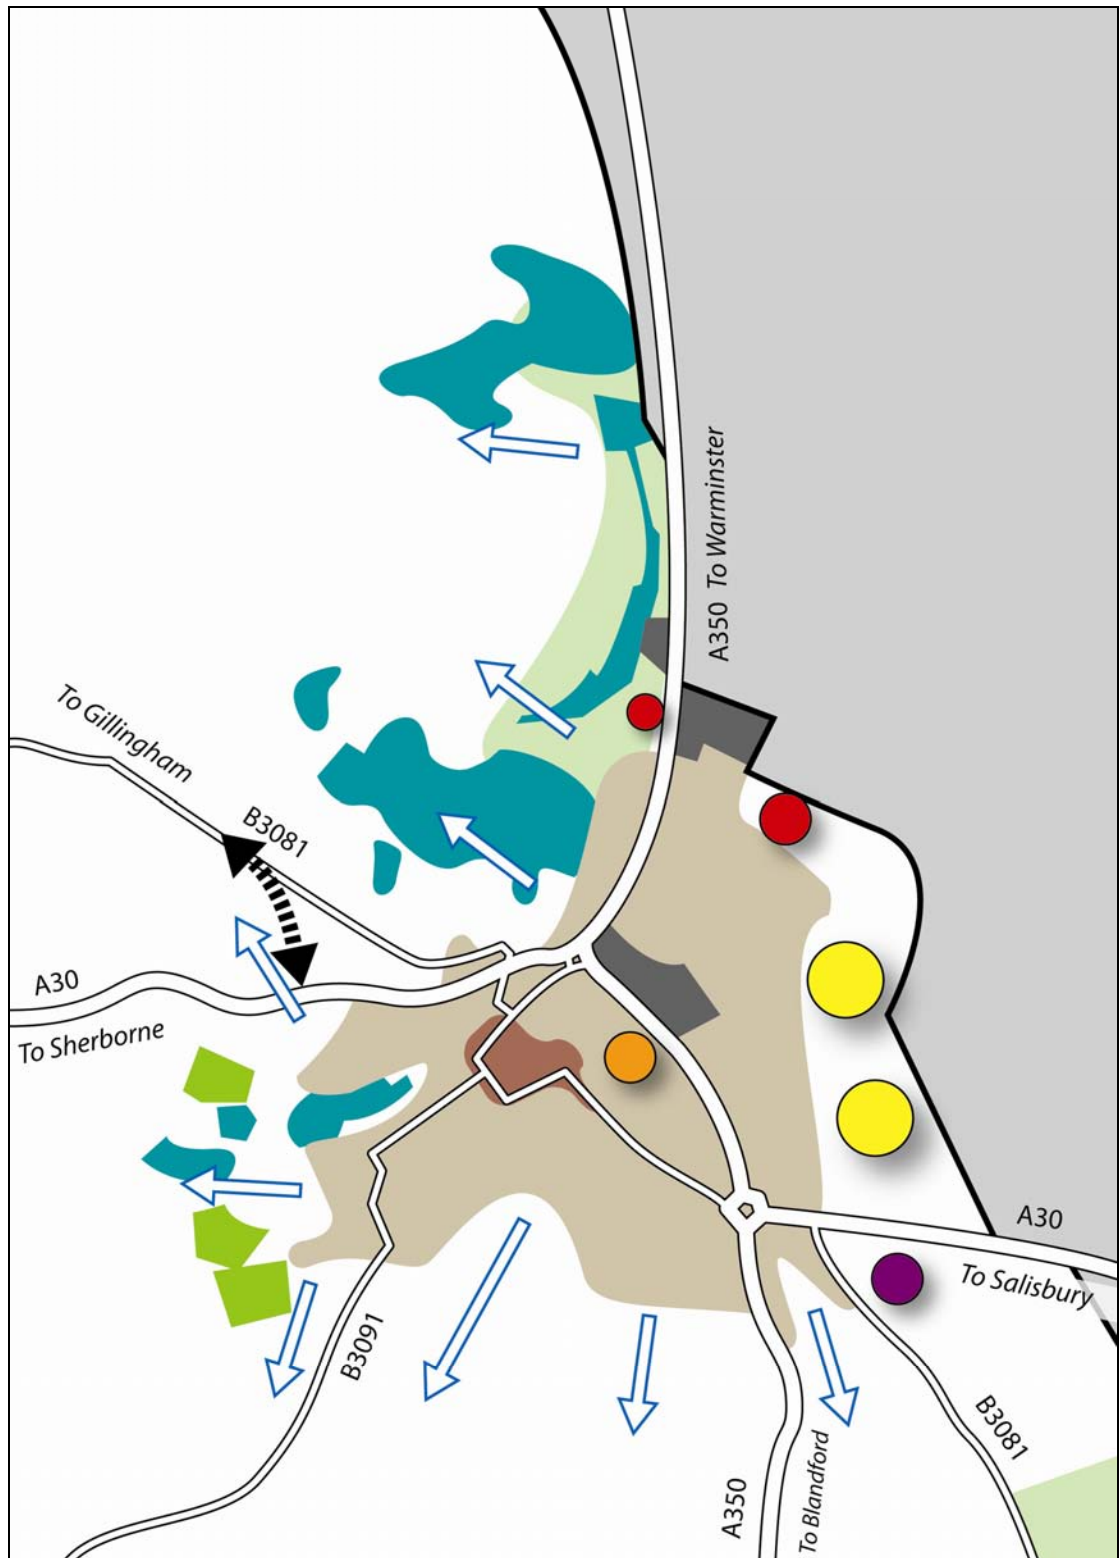 A350 To Warminster
To Gillingham
B3081
A30
To Sherborne
A30
To Salisbury
B3091
B3081
A350
To Blandford